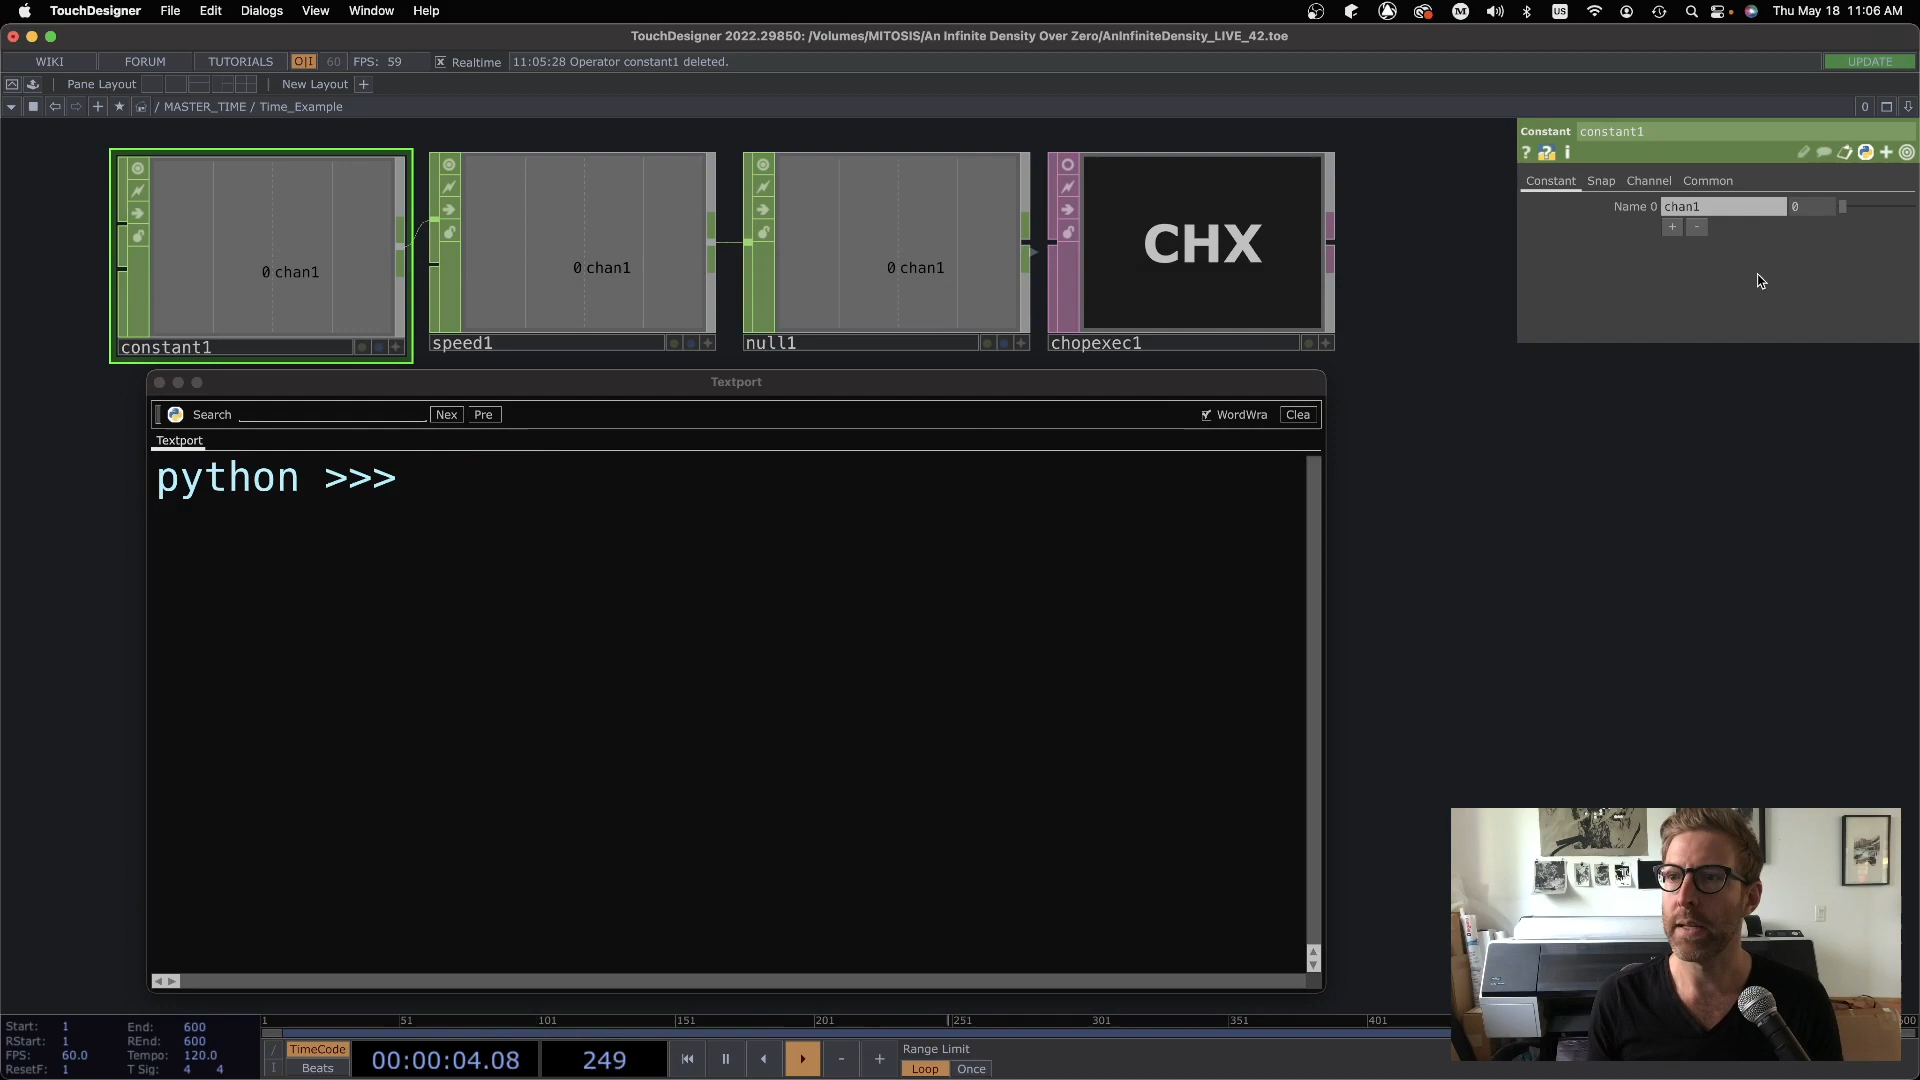 TouchDesigner File Edit Dialogs View Window Help
US
Thu May 18 11:06 AM
TouchDesigner 2022.29850: /Volumes/MITOSIS/An Infinite Density Over Zero/AnInfiniteDensity_LIVE_42.toe
WIKI FORUM TUTORIALS O|I 60 FPS: 59 Realtime 11:05:28 Operator constant1 deleted. UPDATE
Pane Layout New Layout +
/ MASTER_TIME / Time_Example
0
Constant constant1
? ? i
Constant Snap Channel Common
Name 0 chan1 0
+ -
0 chan1
0 chan1
0 chan1
CHX
constant1
speed1
null1
chopexec1
Textport
Search Nex Pre WordWra Clea
Textport
python >>>
1 51 101 151 201 251 301 351 401
Start: 1 End: 600
RStart: 1 REnd: 600
FPS: 60.0 Tempo: 120.0
ResetF: 1 T Sig: 4 4
TimeCode
Beats
00:00:04.08
249
- +
Range Limit
Loop Once